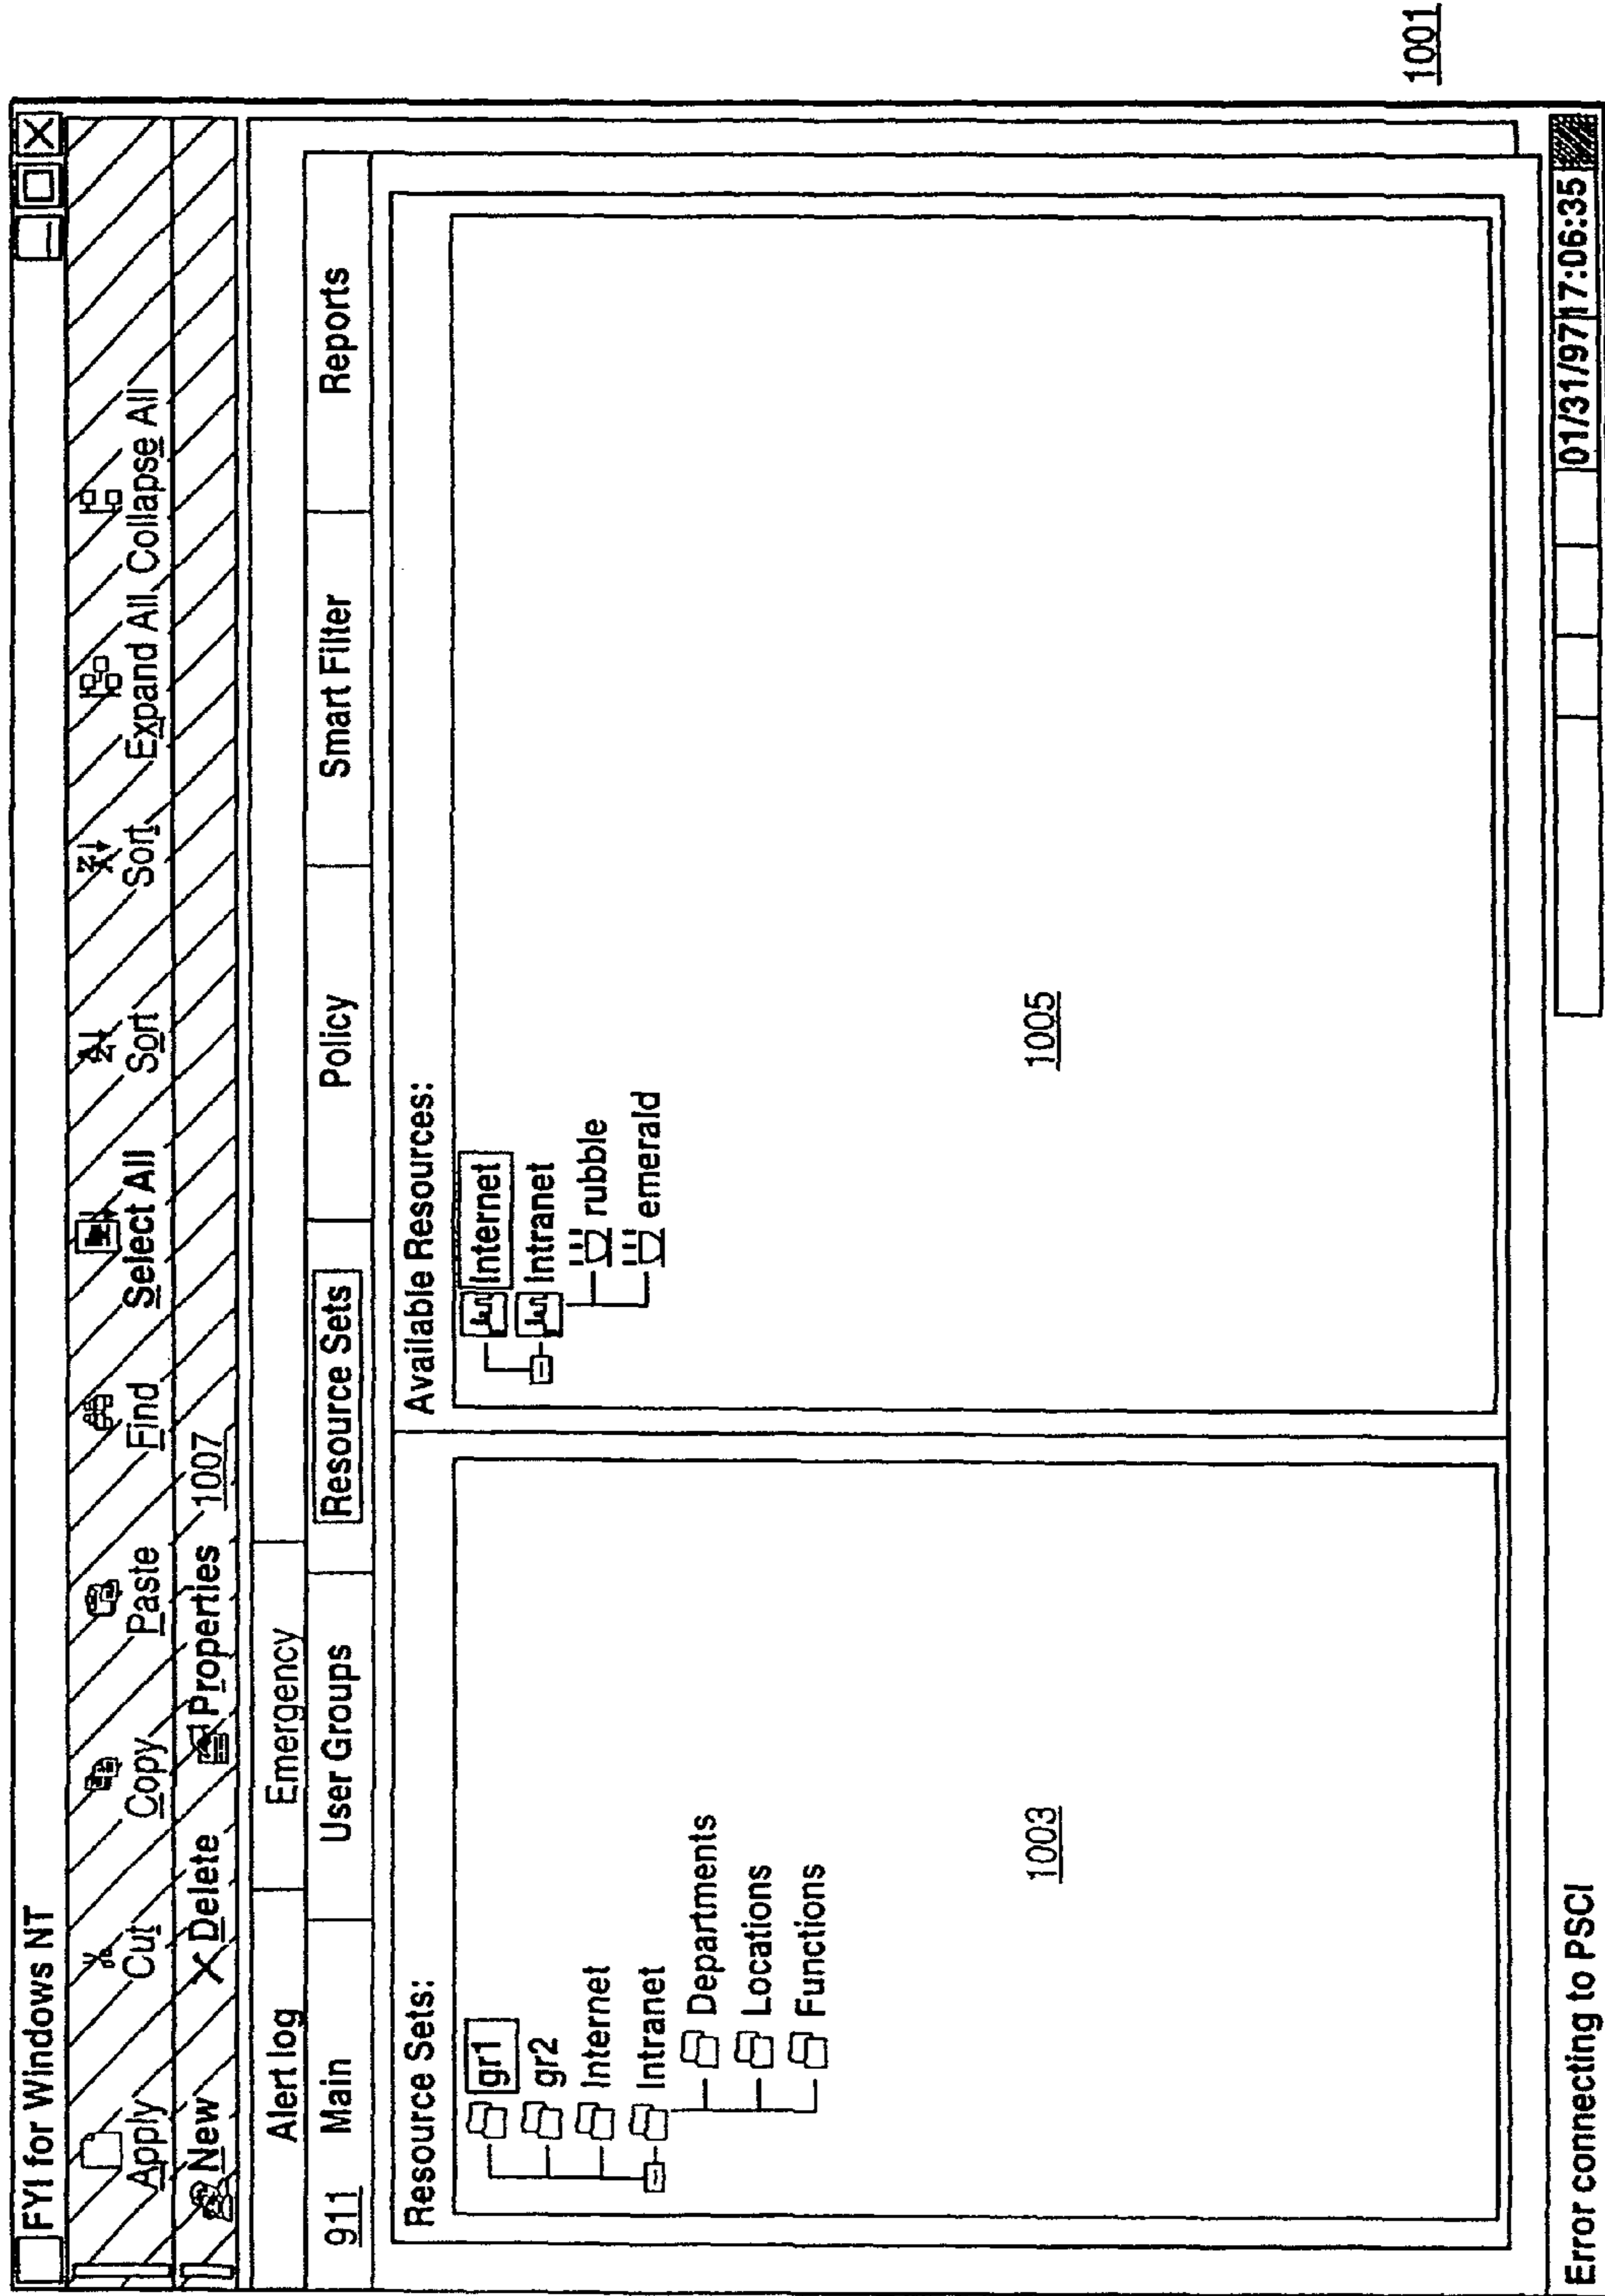 FYI for Windows NT
Apply Cut Copy Paste Find Select All Sort Sort Expand All Collapse All
New Delete Properties 1007
Alert log Emergency
911 Main User Groups Resource Sets Policy Smart Filter Reports
Resource Sets:
gr1
gr2
Internet
Intranet
Departments
Locations
Functions
1003
Available Resources:
Internet
Intranet
rubble
emerald
1005
Error connecting to PSCI
01/31/97 17:06:35
1001